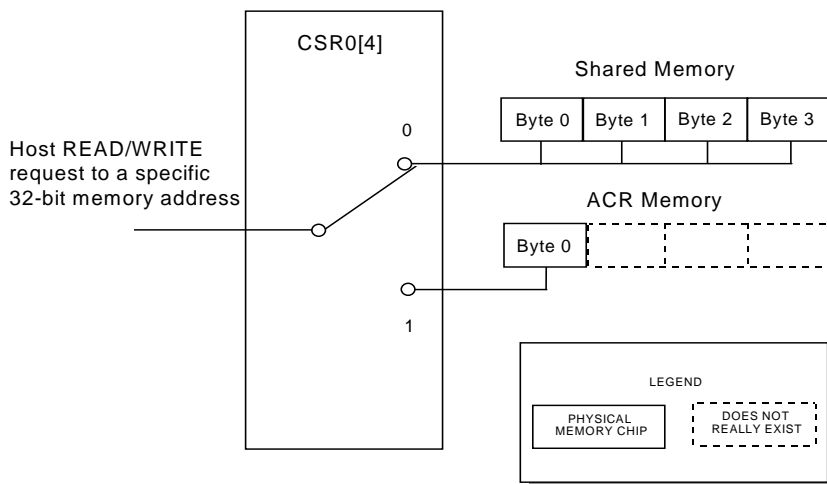 CSR0[4]
Shared Memory
Byte 0 Byte 1 Byte 2 Byte 3
0
Host READ/WRITE
request to a specific
32-bit memory address
ACR Memory
Byte 0
1
LEGEND
PHYSICAL
MEMORY CHIP
DOES NOT
REALLY EXIST